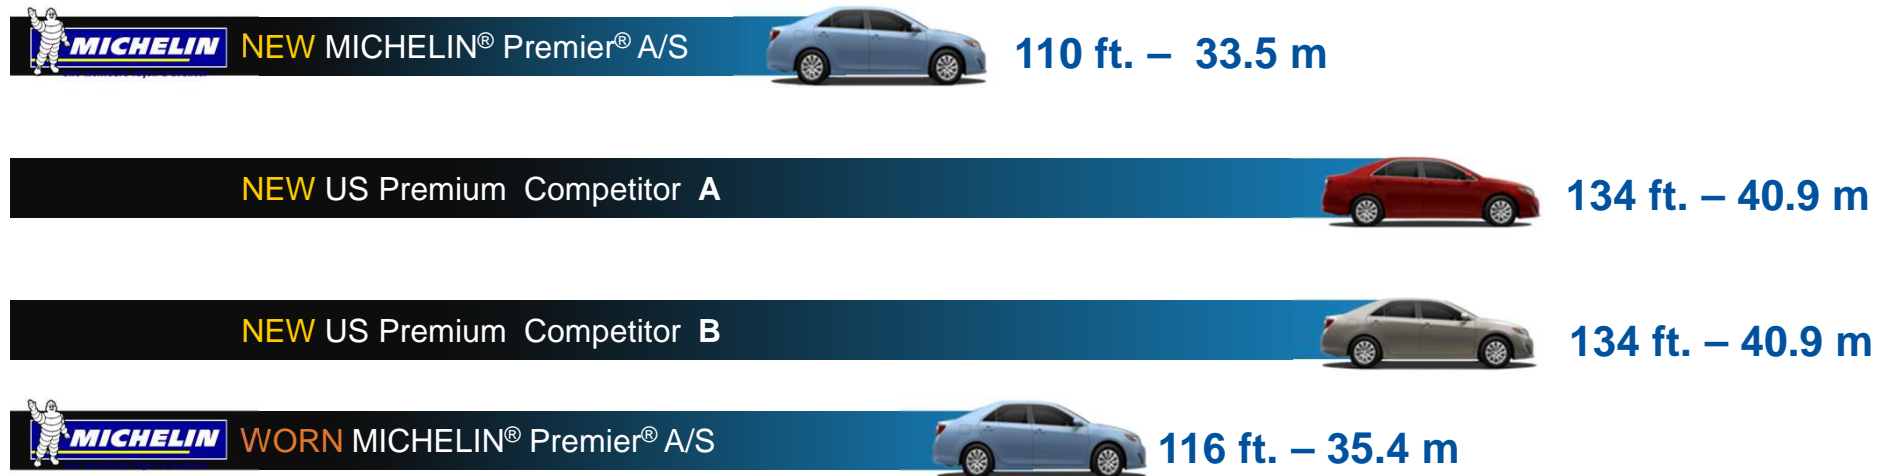 MICHELIN NEW MICHELIN® Premier® A/S 110 ft. – 33.5 m
NEW US Premium Competitor A 134 ft. – 40.9 m
NEW US Premium Competitor B 134 ft. – 40.9 m
MICHELIN WORN MICHELIN® Premier® A/S 116 ft. – 35.4 m